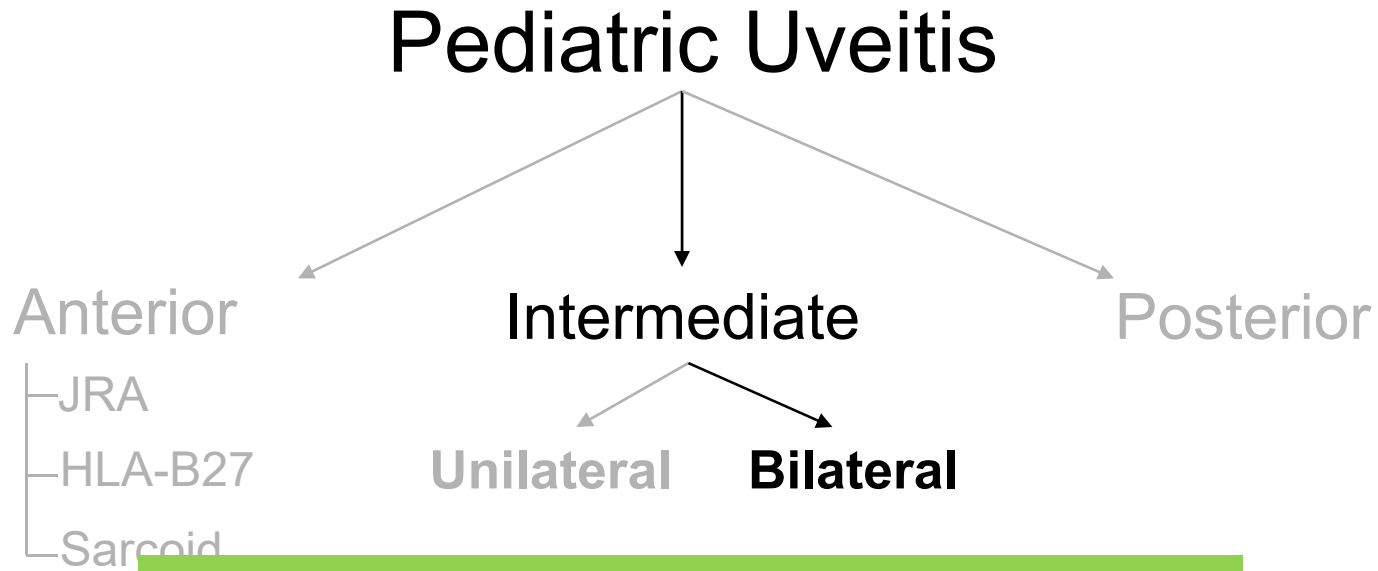 Pediatric Uveitis
Anterior Intermediate Posterior
JRA
HLA-B27 Unilateral Bilateral
Sarcoid